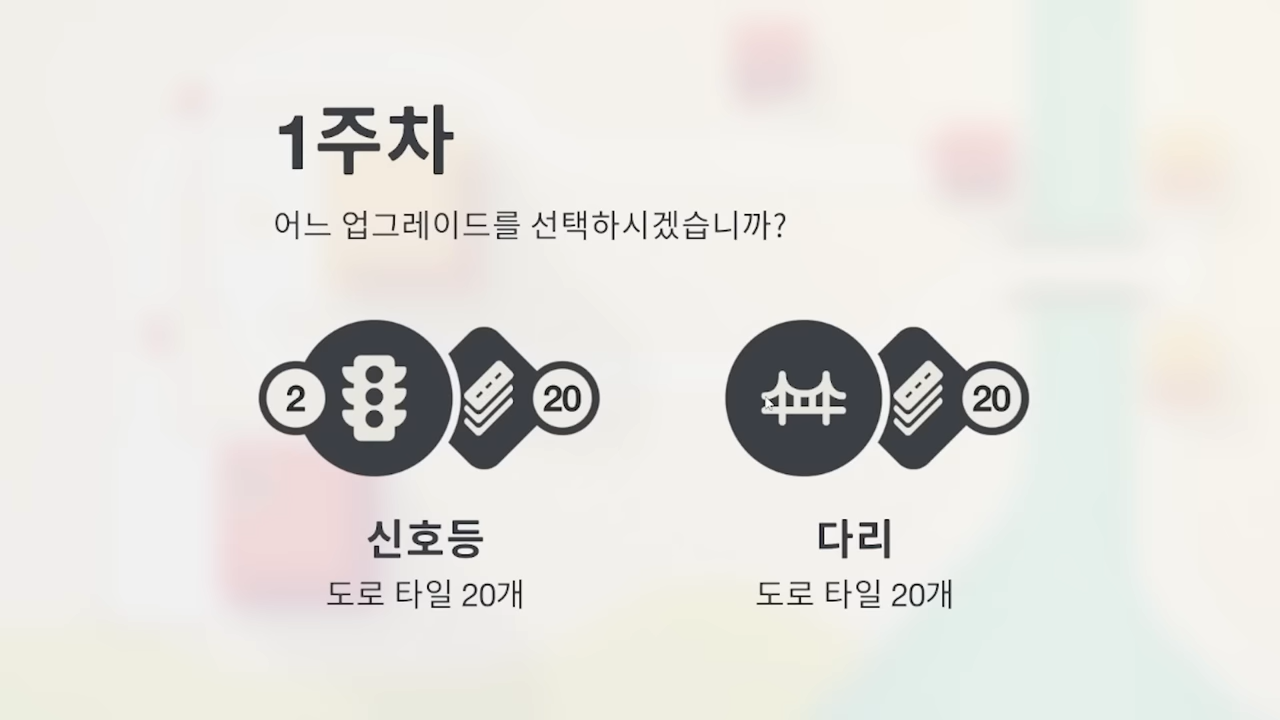 1주차
어느 업그레이드를 선택하시겠습니까?
2 20 20
신호등 다리
도로 타일 20개 도로 타일 20개